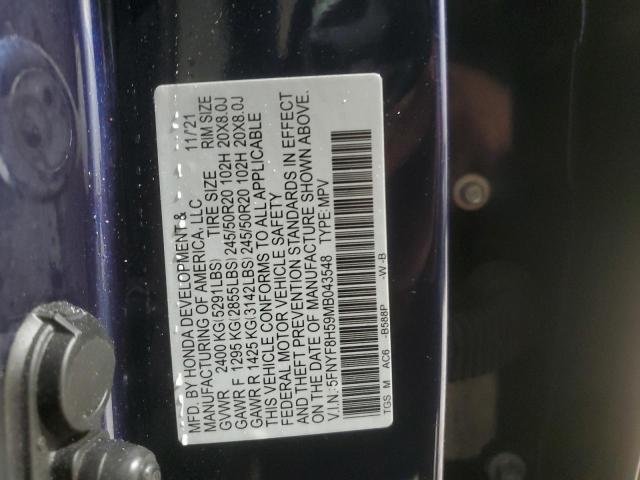 MFD. BY HONDA DEVELOPMENT &
MANUFACTURING OF AMERICA, LLC 11/21
GVWR 2400 KG(5291LBS) TIRE SIZE RIM SIZE
GAWR F 1295 KG(2855LBS) 245/50R20 102H 20X8.0J
GAWR R 1425 KG(3142LBS) 245/50R20 102H 20X8.0J
THIS VEHICLE CONFORMS TO ALL APPLICABLE
FEDERAL MOTOR VEHICLE SAFETY
AND THEFT PREVENTION STANDARDS IN EFFECT
ON THE DATE OF MANUFACTURE SHOWN ABOVE.
V.I.N.:5FNYF8H59MB043548 TYPE:MPV
TGS M AC6 -B588P -W -B